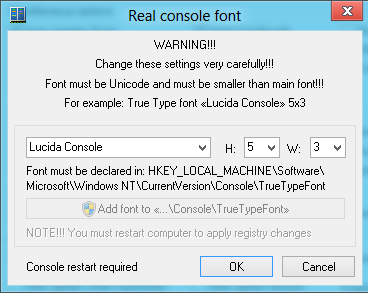 Real console font
WARNING!!!
Change these settings very carefully!!!
Font must be Unicode and must be smaller than main font!!!
For example: True Type font «Lucida Console» 5x3
Lucida Console H: 5 W: 3
Font must be declared in: HKEY_LOCAL_MACHINE\Software\
Microsoft\Windows NT\CurrentVersion\Console\TrueTypeFont
Add font to «...\Console\TrueTypeFont»
NOTE!!! You must restart computer to apply registry changes
Console restart required OK Cancel